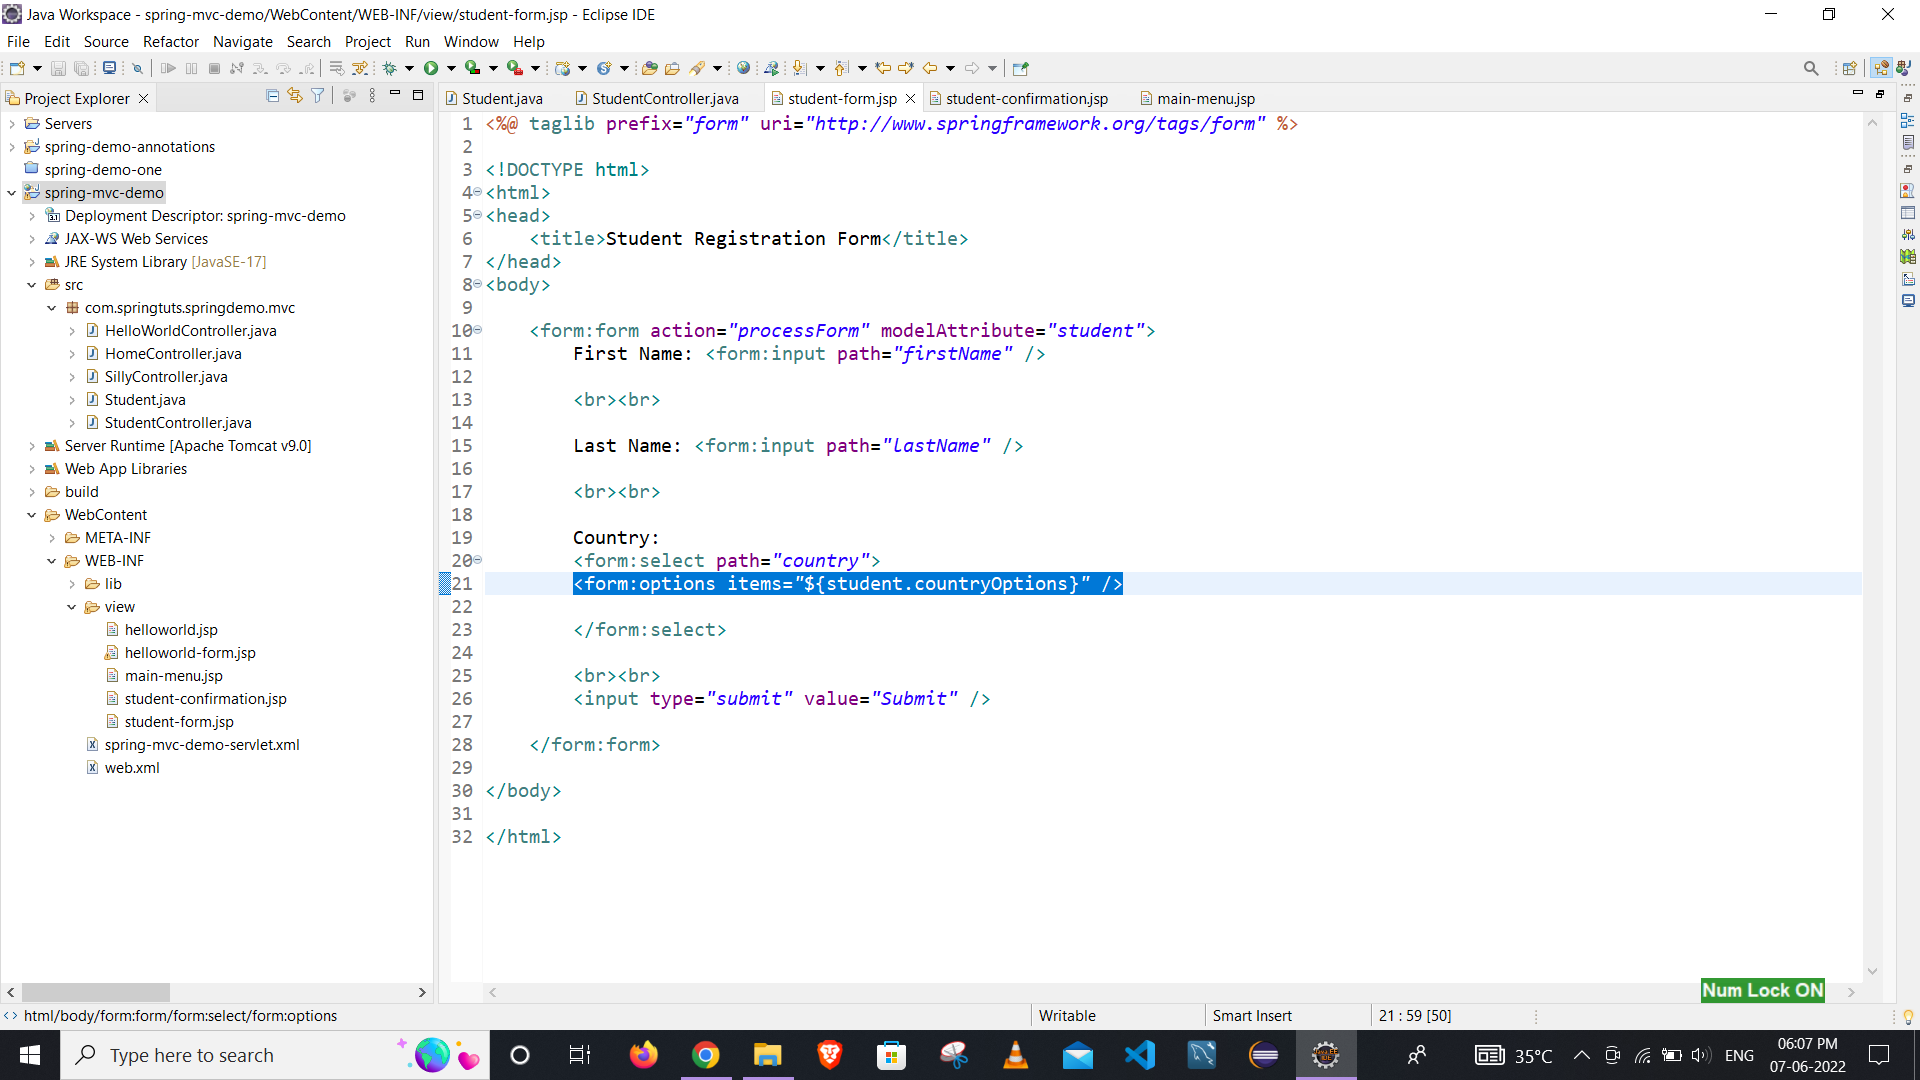 Java Workspace - spring-mvc-demo/WebContent/WEB-INF/view/student-form.jsp - Eclipse IDE
File Edit Source Refactor Navigate Search Project Run Window Help
Project Explorer
Servers
spring-demo-annotations
spring-demo-one
spring-mvc-demo
Deployment Descriptor: spring-mvc-demo
JAX-WS Web Services
JRE System Library [JavaSE-17]
src
com.springtuts.springdemo.mvc
HelloWorldController.java
HomeController.java
SillyController.java
Student.java
StudentController.java
Server Runtime [Apache Tomcat v9.0]
Web App Libraries
build
WebContent
META-INF
WEB-INF
lib
view
helloworld.jsp
helloworld-form.jsp
main-menu.jsp
student-confirmation.jsp
student-form.jsp
spring-mvc-demo-servlet.xml
web.xml
Student.java StudentController.java student-form.jsp student-confirmation.jsp main-menu.jsp
1 <%@ taglib prefix="form" uri="http://www.springframework.org/tags/form" %>
2
3 <!DOCTYPE html>
4 <html>
5 <head>
6 <title>Student Registration Form</title>
7 </head>
8 <body>
9
10 <form:form action="processForm" modelAttribute="student">
11 First Name: <form:input path="firstName" />
12
13 <br><br>
14
15 Last Name: <form:input path="lastName" />
16
17 <br><br>
18
19 Country:
20 <form:select path="country">
21 <form:options items="${student.countryOptions}" />
22
23 </form:select>
24
25 <br><br>
26 <input type="submit" value="Submit" />
27
28 </form:form>
29
30 </body>
31
32 </html>
Num Lock ON
html/body/form:form/form:select/form:options Writable Smart Insert 21 : 59 [50]
Type here to search 35°C ENG 06:07 PM
07-06-2022